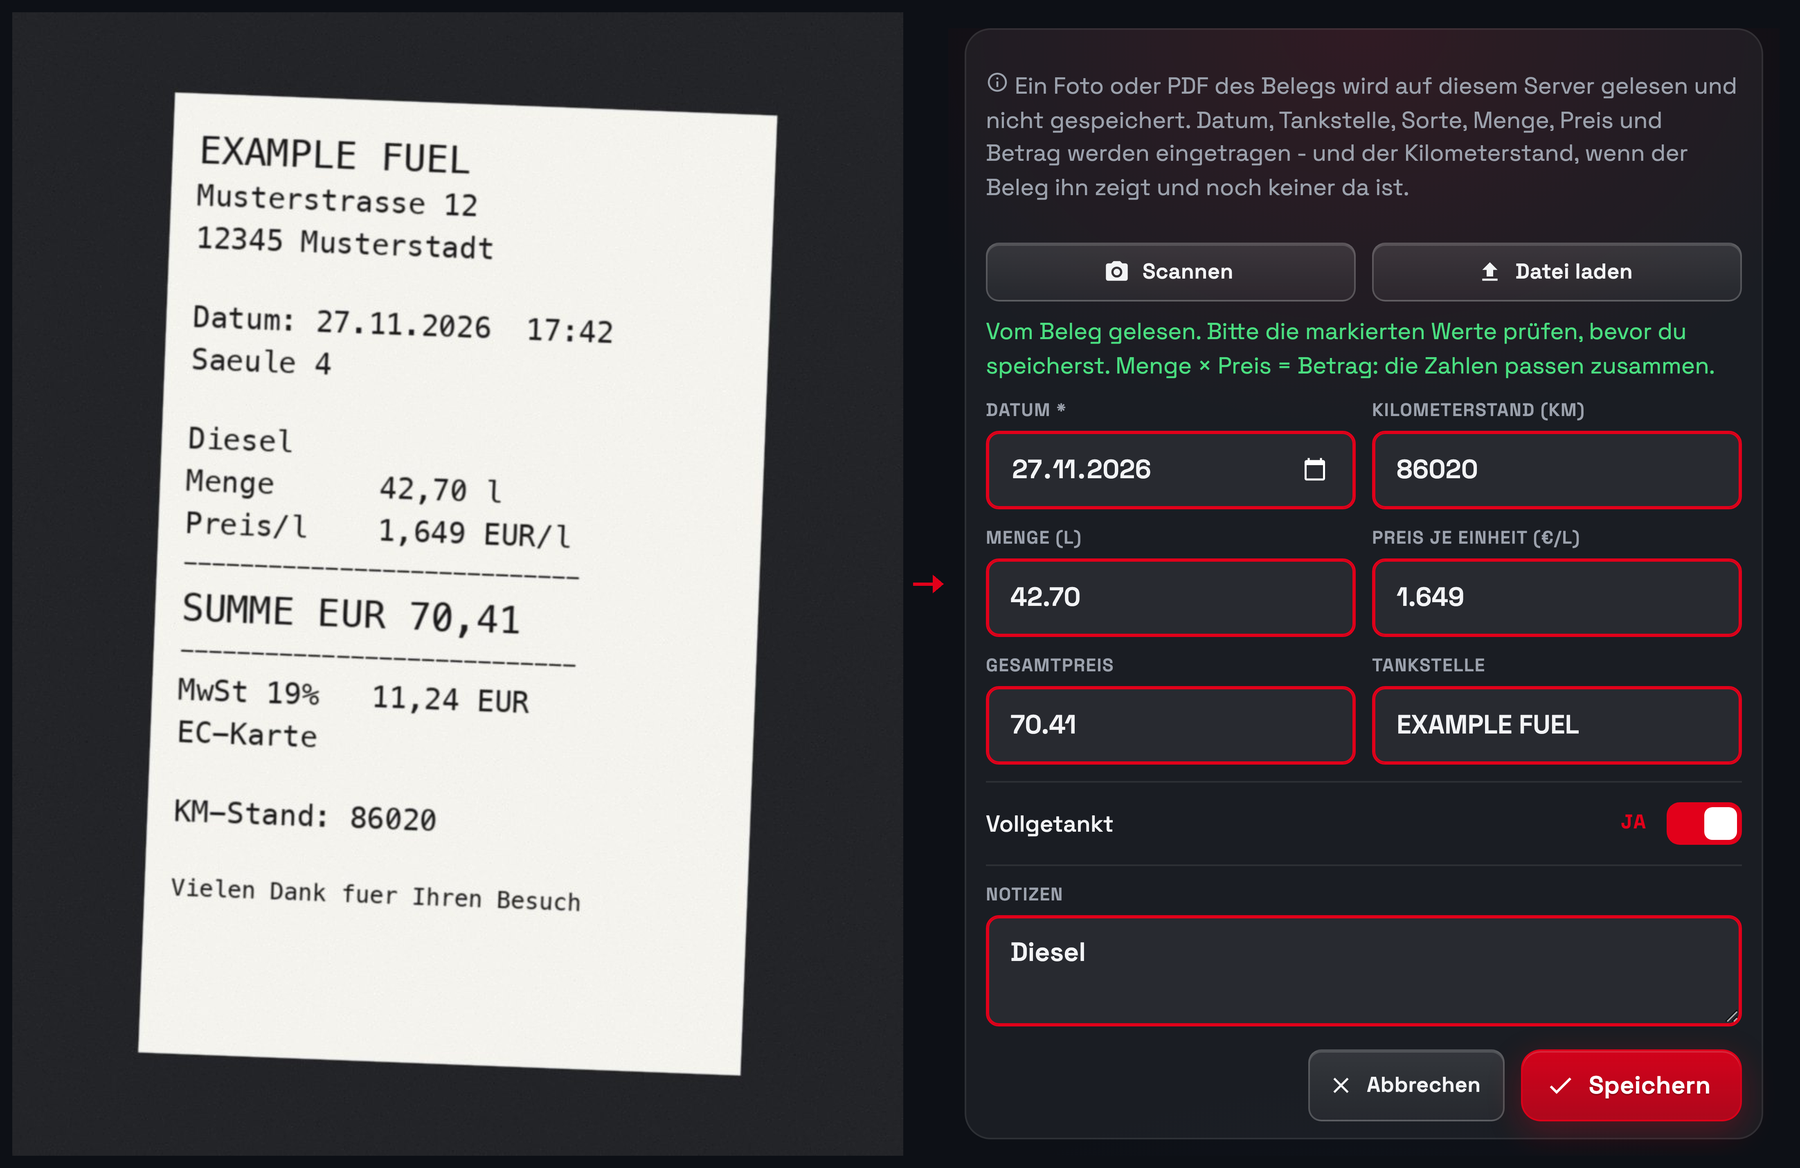 EXAMPLE FUEL
Musterstrasse 12
12345 Musterstadt
Datum: 27.11.2026 17:42
Saeule 4
Diesel
Menge 42,70 l
Preis/l 1,649 EUR/l
---------------------------
SUMME EUR 70,41
---------------------------
MwSt 19% 11,24 EUR
EC-Karte
KM-Stand: 86020
Vielen Dank fuer Ihren Besuch
→
Ein Foto oder PDF des Belegs wird auf diesem Server gelesen und
nicht gespeichert. Datum, Tankstelle, Sorte, Menge, Preis und
Betrag werden eingetragen - und der Kilometerstand, wenn der
Beleg ihn zeigt und noch keiner da ist.
Scannen Datei laden
Vom Beleg gelesen. Bitte die markierten Werte prüfen, bevor du
speicherst. Menge × Preis = Betrag: die Zahlen passen zusammen.
DATUM * KILOMETERSTAND (KM)
27.11.2026 86020
MENGE (L) PREIS JE EINHEIT (€/L)
42.70 1.649
GESAMTPREIS TANKSTELLE
70.41 EXAMPLE FUEL
Vollgetankt JA
NOTIZEN
Diesel
Abbrechen Speichern